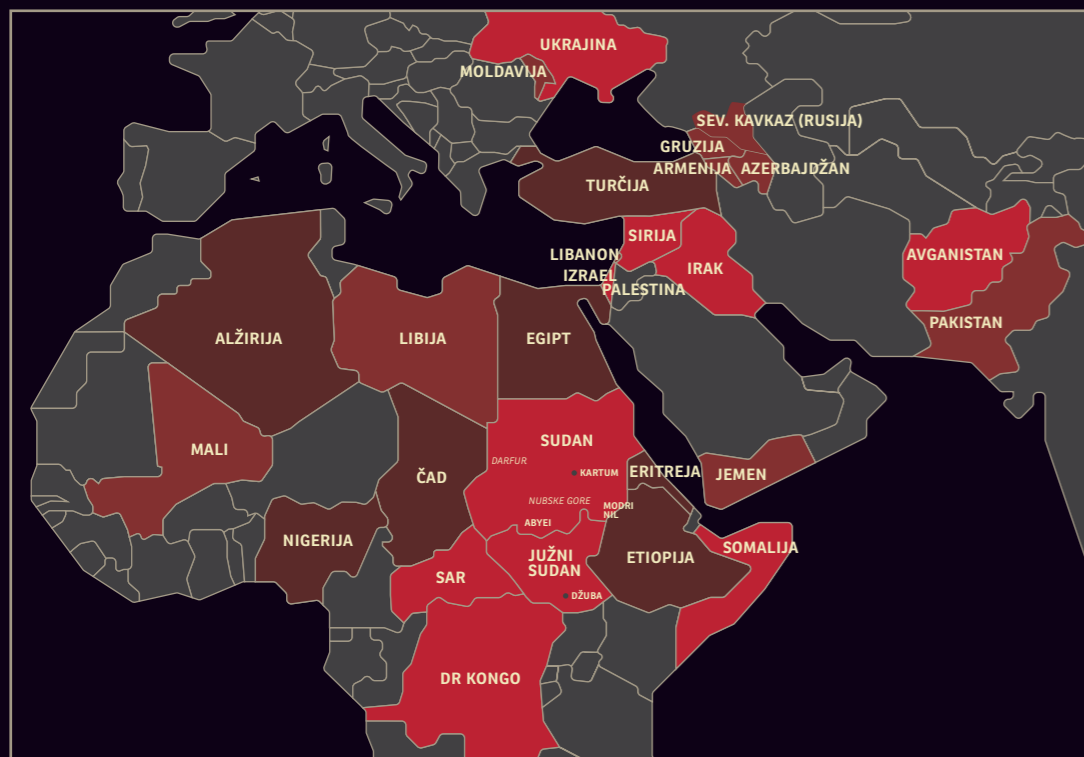 UKRAJINA
MOLDAVIJA
SEV. KAVKAZ (RUSIJA)
GRUZIJA
ARMENIJA
AZERBAJDŽAN
TURČIJA
SIRIJA
LIBANON
IZRAEL
PALESTINA
IRAK
AVGANISTAN
PAKISTAN
ALŽIRIJA
LIBIJA
EGIPT
MALI
ČAD
SUDAN
DARFUR
KARTUM
ERITREJA
JEMEN
NUBSKE GORE
MODRI
NIL
ABYEI
NIGERIJA
JUŽNI
SUDAN
ETIOPIJA
SOMALIJA
SAR
DŽUBA
DR KONGO